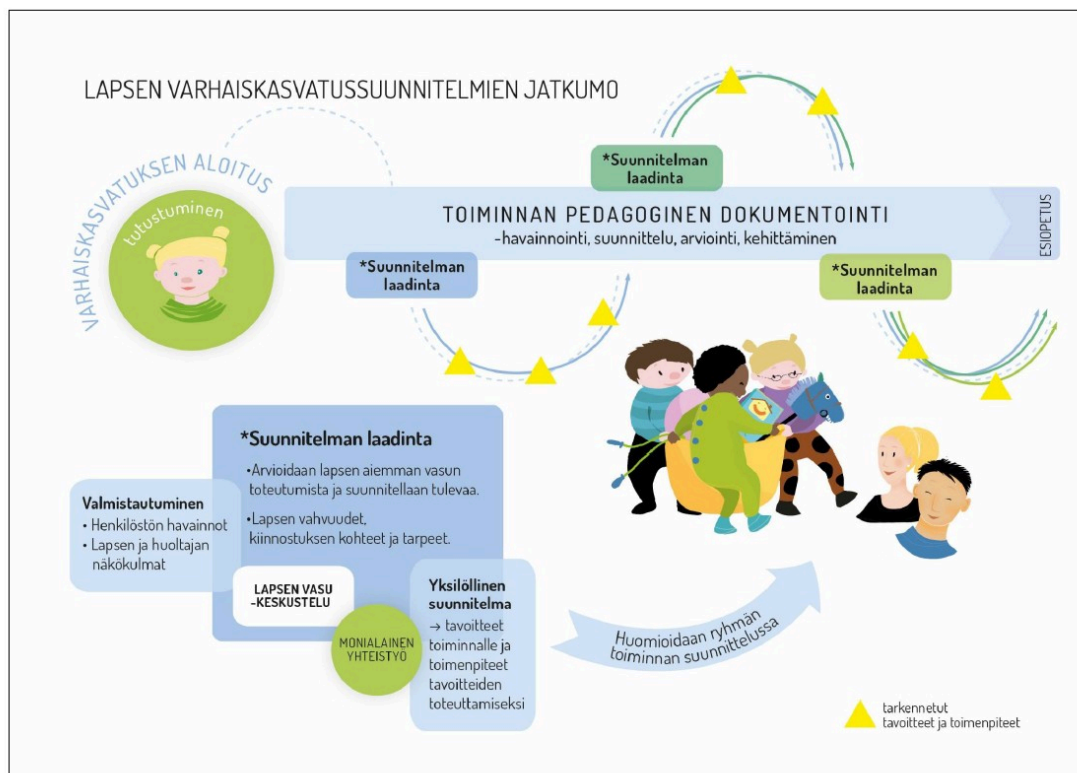 LAPSEN VARHAISKASVATUSSUUNNITELMIEN JATKUMO
VARHAISKASVATUKSEN ALOITUS
tutustuminen
*Suunnitelman
laadinta
TOIMINNAN PEDAGOGINEN DOKUMENTOINTI
-havainnointi, suunnittelu, arviointi, kehittäminen
ESIOPETUS
*Suunnitelman
laadinta
*Suunnitelman
laadinta
*Suunnitelman laadinta
•Arvioidaan lapsen aiemman vasun
toteutumista ja suunnitellaan tulevaa.
•Lapsen vahvuudet,
kiinnostuksen kohteet ja tarpeet.
Valmistautuminen
• Henkilöstön havainnot
• Lapsen ja huoltajan
näkökulmat
LAPSEN VASU
-KESKUSTELU
MONIALAINEN
YHTEISTYÖ
Yksilöllinen
suunnitelma
→ tavoitteet
toiminnalle ja
toimenpiteet
tavoitteiden
toteuttamiseksi
Huomioidaan ryhmän
toiminnan suunnittelussa
tarkennetut
tavoitteet ja toimenpiteet